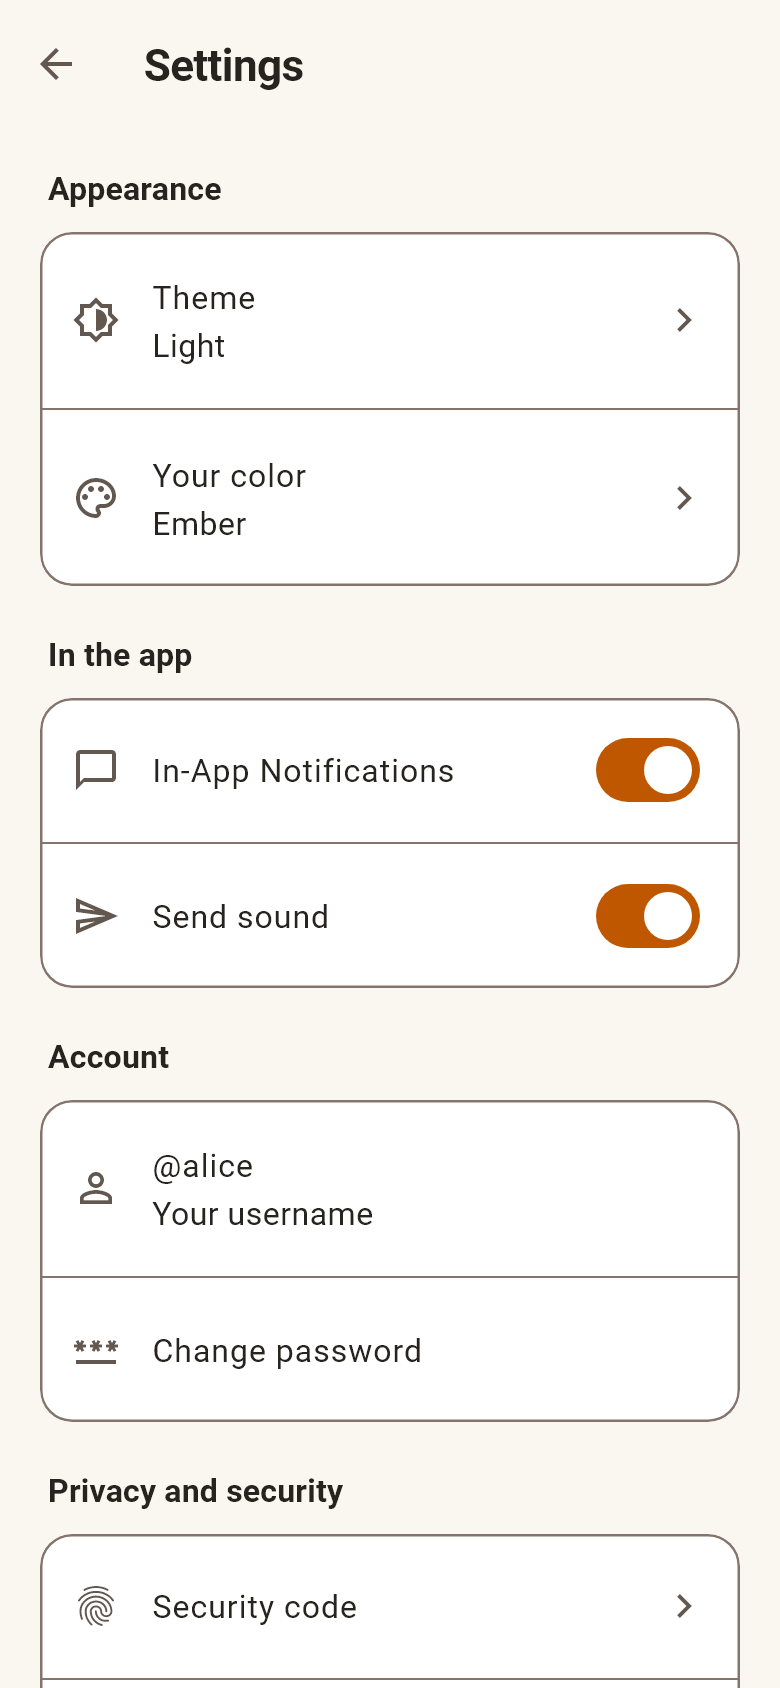 Settings
Appearance
Theme
Light
Your color
Ember
In the app
In-App Notifications
Send sound
Account
@alice
Your username
Change password
Privacy and security
Security code